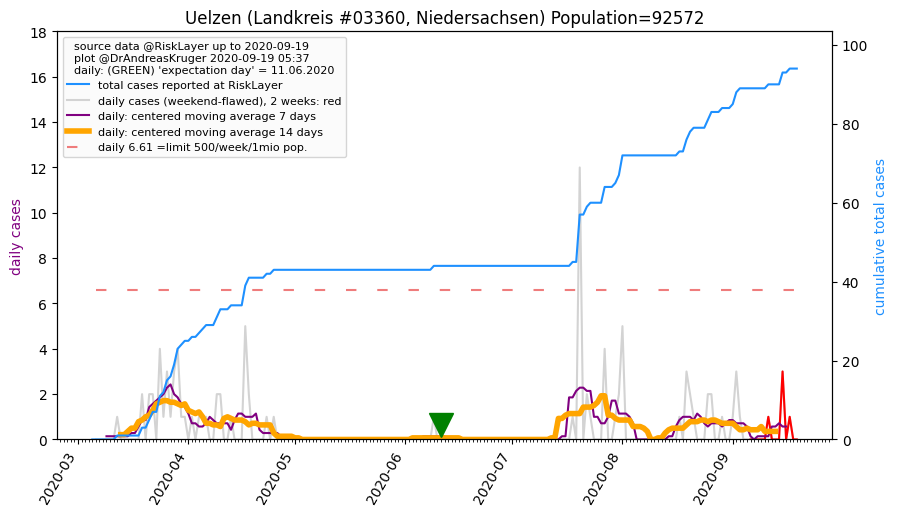 Uelzen (Landkreis #03360, Niedersachsen) Population=92572
source data @RiskLayer up to 2020-09-19
plot @DrAndreasKruger 2020-09-19 05:37
daily: (GREEN) 'expectation day' = 11.06.2020
total cases reported at RiskLayer
daily cases (weekend-flawed), 2 weeks: red
daily: centered moving average 7 days
daily: centered moving average 14 days
daily 6.61 =limit 500/week/1mio pop.
daily cases
18
16
14
12
10
8
6
4
2
0
100
80
60
40
20
0
cumulative total cases
2020-03
2020-04
2020-05
2020-06
2020-07
2020-08
2020-09